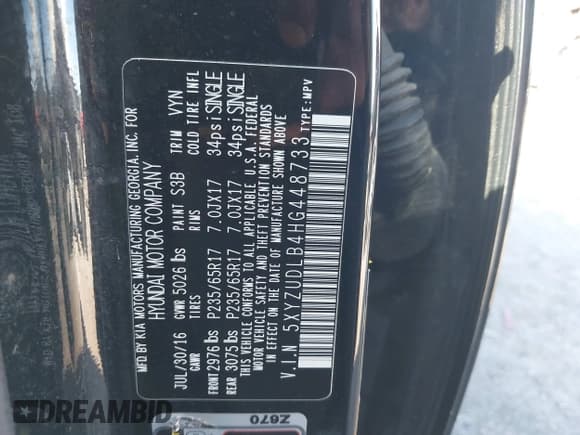 MFD BY KIA MOTORS MANUFACTURING GEORGIA, INC. FOR
HYUNDAI MOTOR COMPANY
JUL/30/16 GVWR 5026 lbs PAINT S3B TRIM VYN
GAWR TIRES RIMS COLD TIRE INFL
FRONT 2976 lbs P235/65R17 7.0JX17 34psi SINGLE
REAR 3075 lbs P235/65R17 7.0JX17 34psi SINGLE
THIS VEHICLE CONFORMS TO ALL APPLICABLE U.S.A. FEDERAL
MOTOR VEHICLE SAFETY AND THEFT PREVENTION STANDARDS
IN EFFECT ON THE DATE OF MANUFACTURE SHOWN ABOVE
V.I.N 5XYZUDLB4HG448733 TYPE: MPV
Z670
DREAMBID